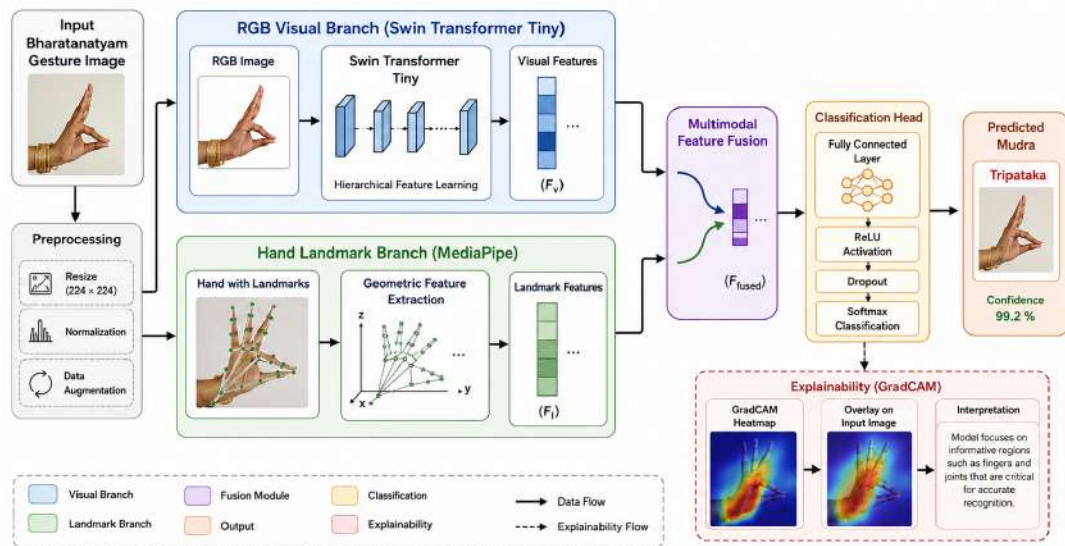 Input
Bharatanatyam
Gesture Image
Preprocessing
Resize
(224 × 224)
Normalization
Data
Augmentation
RGB Visual Branch (Swin Transformer Tiny)
RGB Image
Swin Transformer
Tiny
Hierarchical Feature Learning
Visual Features
...
(Fv)
Hand Landmark Branch (MediaPipe)
Hand with Landmarks
Geometric Feature
Extraction
z
...
x
y
Landmark Features
...
(Fl)
Multimodal
Feature Fusion
...
(Ffused)
Classification Head
Fully Connected
Layer
ReLU
Activation
Dropout
Softmax
Classification
Predicted
Mudra
Tripataka
Confidence
99.2 %
Explainability (GradCAM)
GradCAM
Heatmap
Overlay on
Input Image
Interpretation
Model focuses on
informative regions
such as fingers and
joints that are critical
for accurate
recognition.
Visual Branch
Fusion Module
Classification
Data Flow
Landmark Branch
Output
Explainability
Explainability Flow